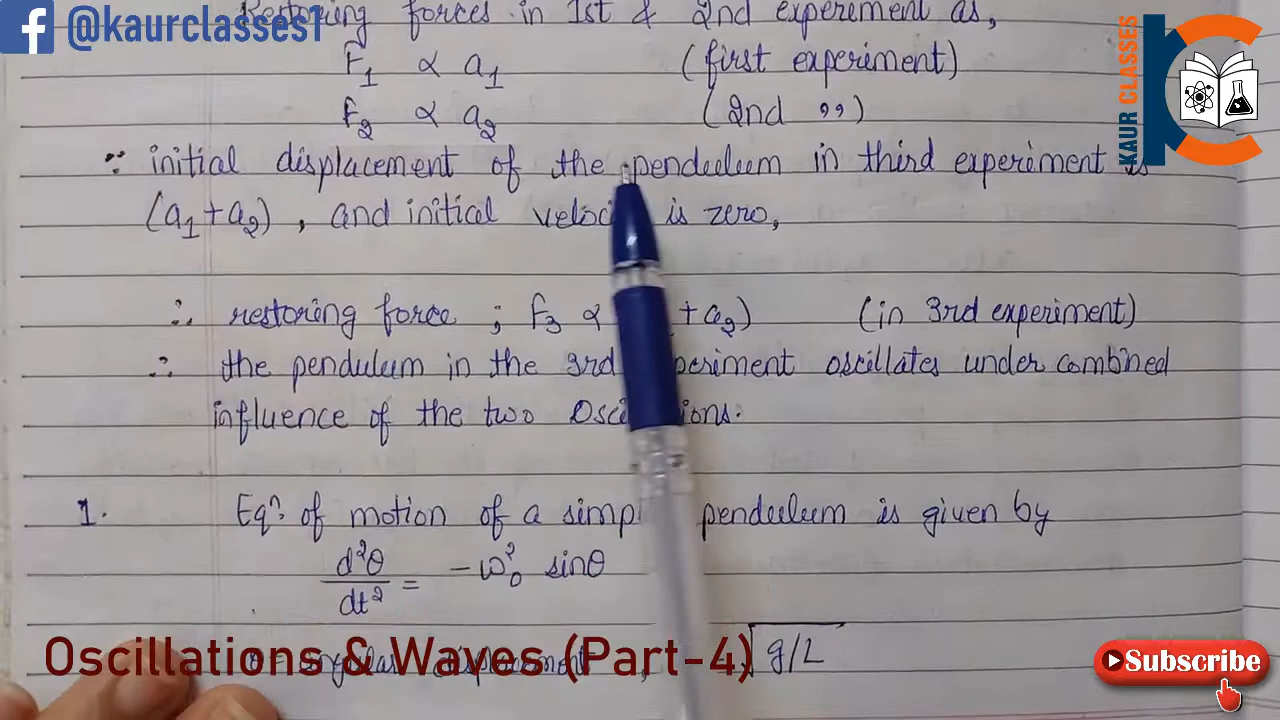 Restoring forces in 1st & 2nd experiment as,
@kaurclasses1
F₁ ∝ a₁ (first experiment)
F₂ ∝ a₂ (2nd ,,)
KAUR CLASSES
∵ initial displacement of the pendulum in third experiment is
(a₁+a₂), and initial is zero,
∴ restoring force ; F₃ ∝ +a₂) (in 3rd experiment)
∴ the pendulum in the 3rd oscillates under combined
influence of the two
1. Eqⁿ of motion of a pendulum is given by
d²θ/dt² = -ω₀² sinθ
angular displacement, √g/L
Oscillations & Waves (Part-4)
Subscribe